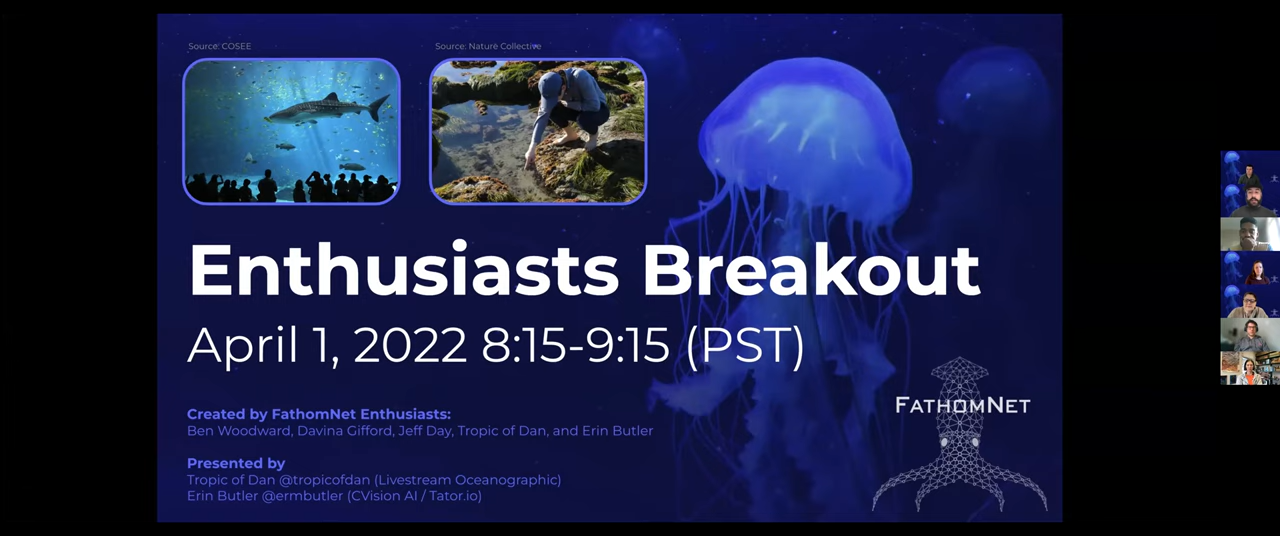 Source: COSEE
Source: Nature Collective
Enthusiasts Breakout
April 1, 2022 8:15-9:15 (PST)
Created by FathomNet Enthusiasts:
Ben Woodward, Davina Gifford, Jeff Day, Tropic of Dan, and Erin Butler
Presented by
Tropic of Dan @tropicofdan (Livestream Oceanographic)
Erin Butler @ermbutler (CVision AI / Tator.io)
FATHOMNET